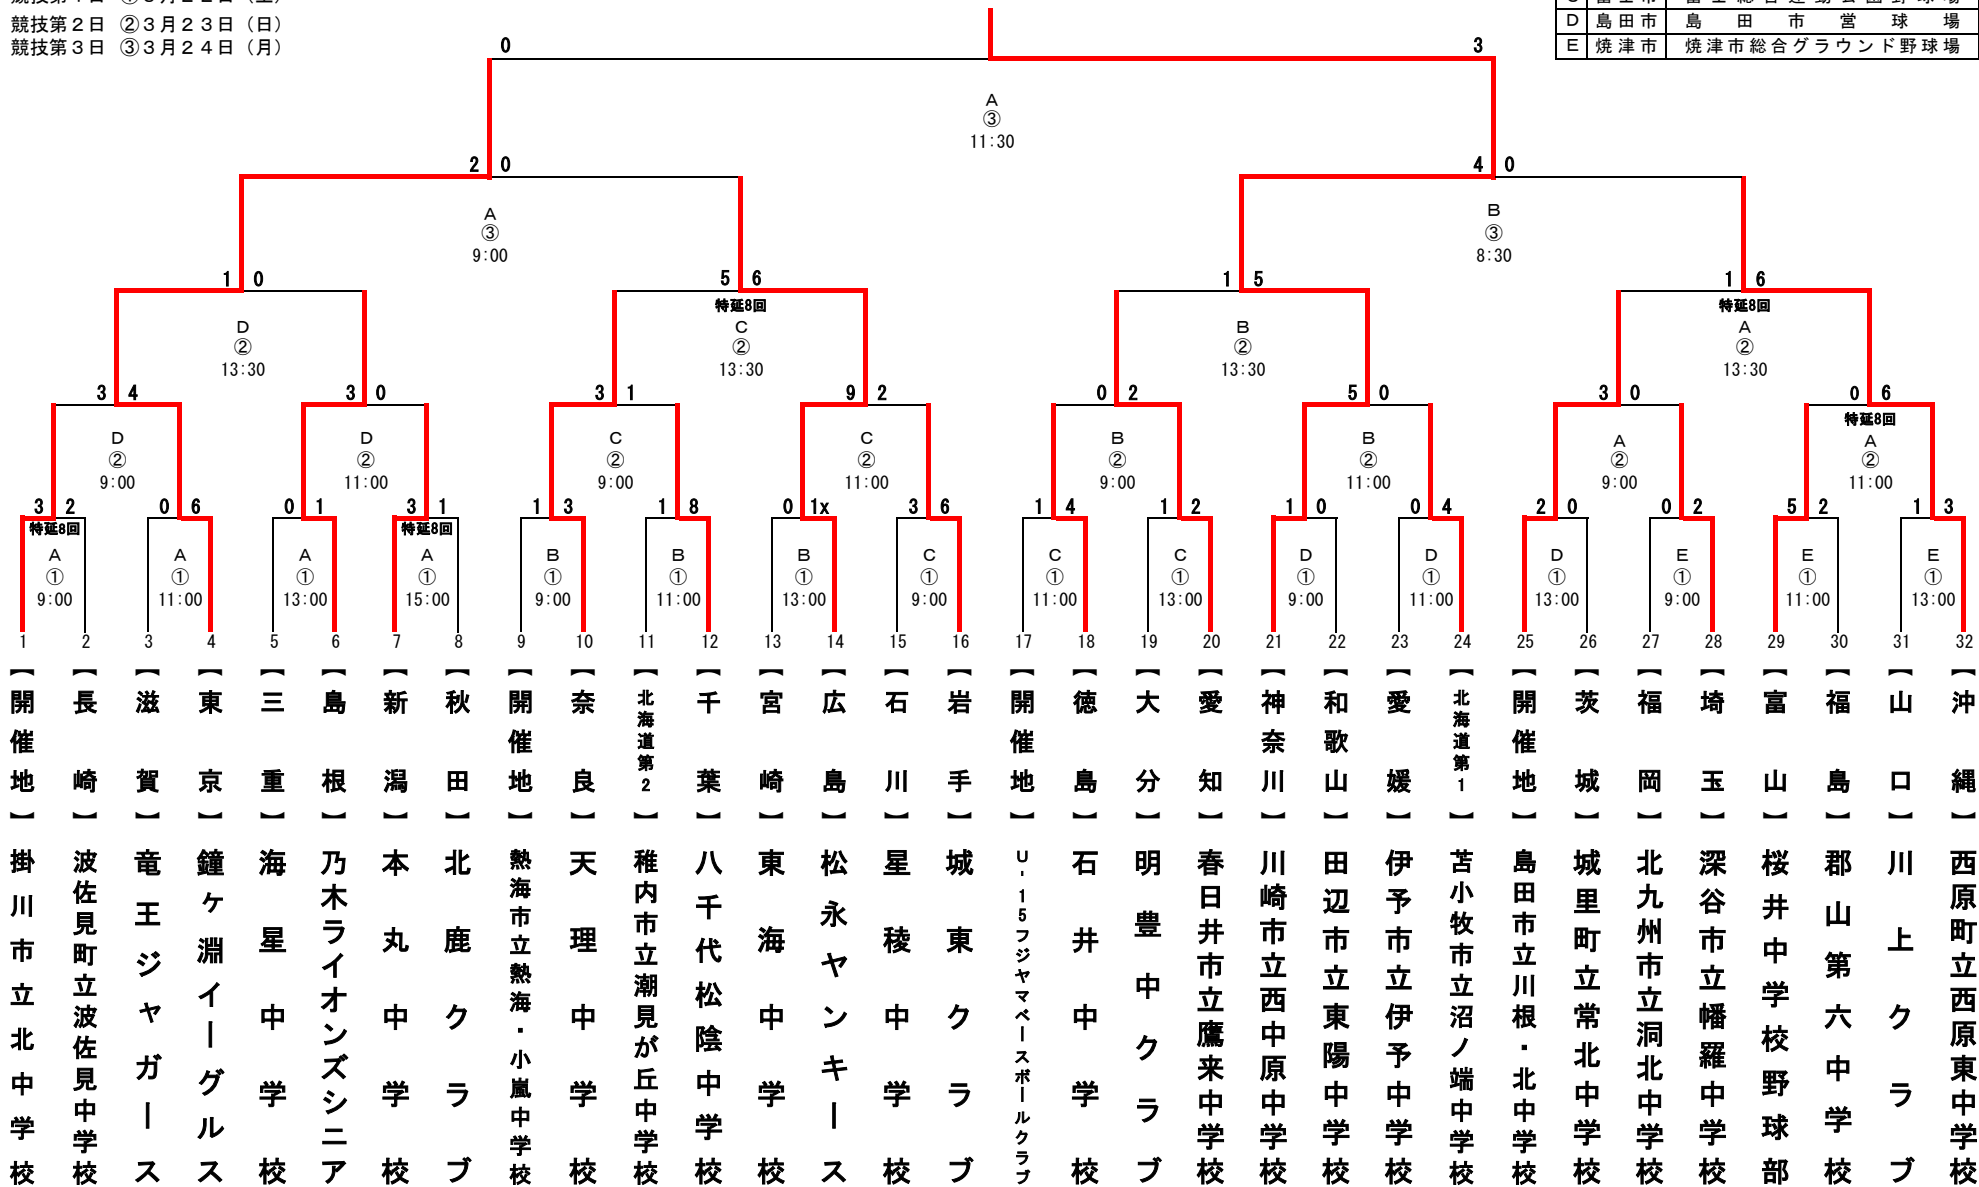 競技第2日 ②3月23日（日）
競技第3日 ③3月24日（月）
D 島田市 島田市営球場
E 焼津市 焼津市総合グラウンド野球場
0 3
A
③
11:30
2 0 4 0
A
③
9:00
B
③
8:30
1 0 5 6 1 5 1 6
特延8回 特延8回
D
②
13:30
C
②
13:30
B
②
13:30
A
②
13:30
3 4 3 0 3 1 9 2 0 2 5 0 3 0 0 6
特延8回
D
②
9:00
D
②
11:00
C
②
9:00
C
②
11:00
B
②
9:00
B
②
11:00
A
②
9:00
A
②
11:00
3 2 0 6 0 1 3 1 1 3 1 8 0 1x 3 6 1 4 1 2 1 0 0 4 2 0 0 2 5 2 1 3
特延8回 特延8回
A
①
9:00
A
①
11:00
A
①
13:00
A
①
15:00
B
①
9:00
B
①
11:00
B
①
13:00
C
①
9:00
C
①
11:00
C
①
13:00
D
①
9:00
D
①
11:00
D
①
13:00
E
①
9:00
E
①
11:00
E
①
13:00
1 2 3 4 5 6 7 8 9 10 11 12 13 14 15 16 17 18 19 20 21 22 23 24 25 26 27 28 29 30 31 32
【開催地】掛川市立北中学校
【長崎】波佐見町立波佐見中学校
【滋賀】竜王ジャガース
【東京】鐘ヶ淵イーグルス
【三重】海星中学校
【島根】乃木ライオンズシニア
【新潟】本丸中学校
【秋田】北鹿クラブ
【開催地】熱海市立熱海・小嵐中学校
【奈良】天理中学校
【北海道第2】稚内市立潮見が丘中学校
【千葉】八千代松陰中学校
【宮崎】東海中学校
【広島】松永ヤンキース
【石川】星稜中学校
【岩手】城東クラブ
【開催地】U-15フジヤマベースボールクラブ
【徳島】石井中学校
【大分】明豊中クラブ
【愛知】春日井市立鷹来中学校
【神奈川】川崎市立西中原中学校
【和歌山】田辺市立東陽中学校
【愛媛】伊予市立伊予中学校
【北海道第1】苫小牧市立沼ノ端中学校
【開催地】島田市立川根・北中学校
【茨城】城里町立常北中学校
【福岡】北九州市立洞北中学校
【埼玉】深谷市立幡羅中学校
【富山】桜井中学校野球部
【福島】郡山第六中学校
【山口】川上クラブ
【沖縄】西原町立西原東中学校